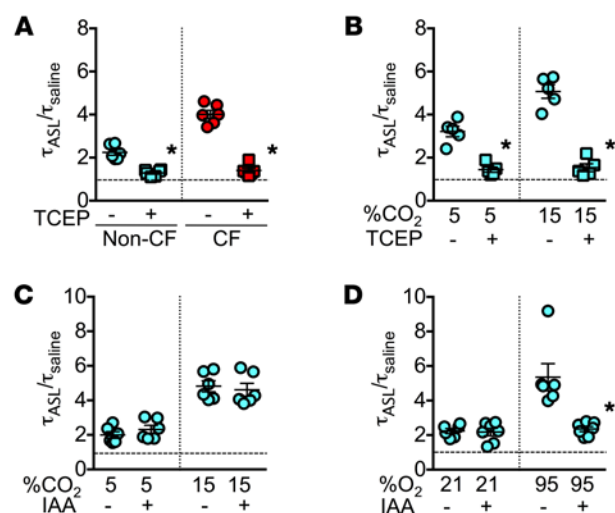 A
τASL/τsaline
8
6
4
2
0
*
*
TCEP - + - +
Non-CF CF
B
τASL/τsaline
8
6
4
2
0
*
*
%CO2 5 5 15 15
TCEP - + - +
C
τASL/τsaline
10
8
6
4
2
0
%CO2 5 5 15 15
IAA - + - +
D
τASL/τsaline
10
8
6
4
2
0
*
%O2 21 21 95 95
IAA - + - +